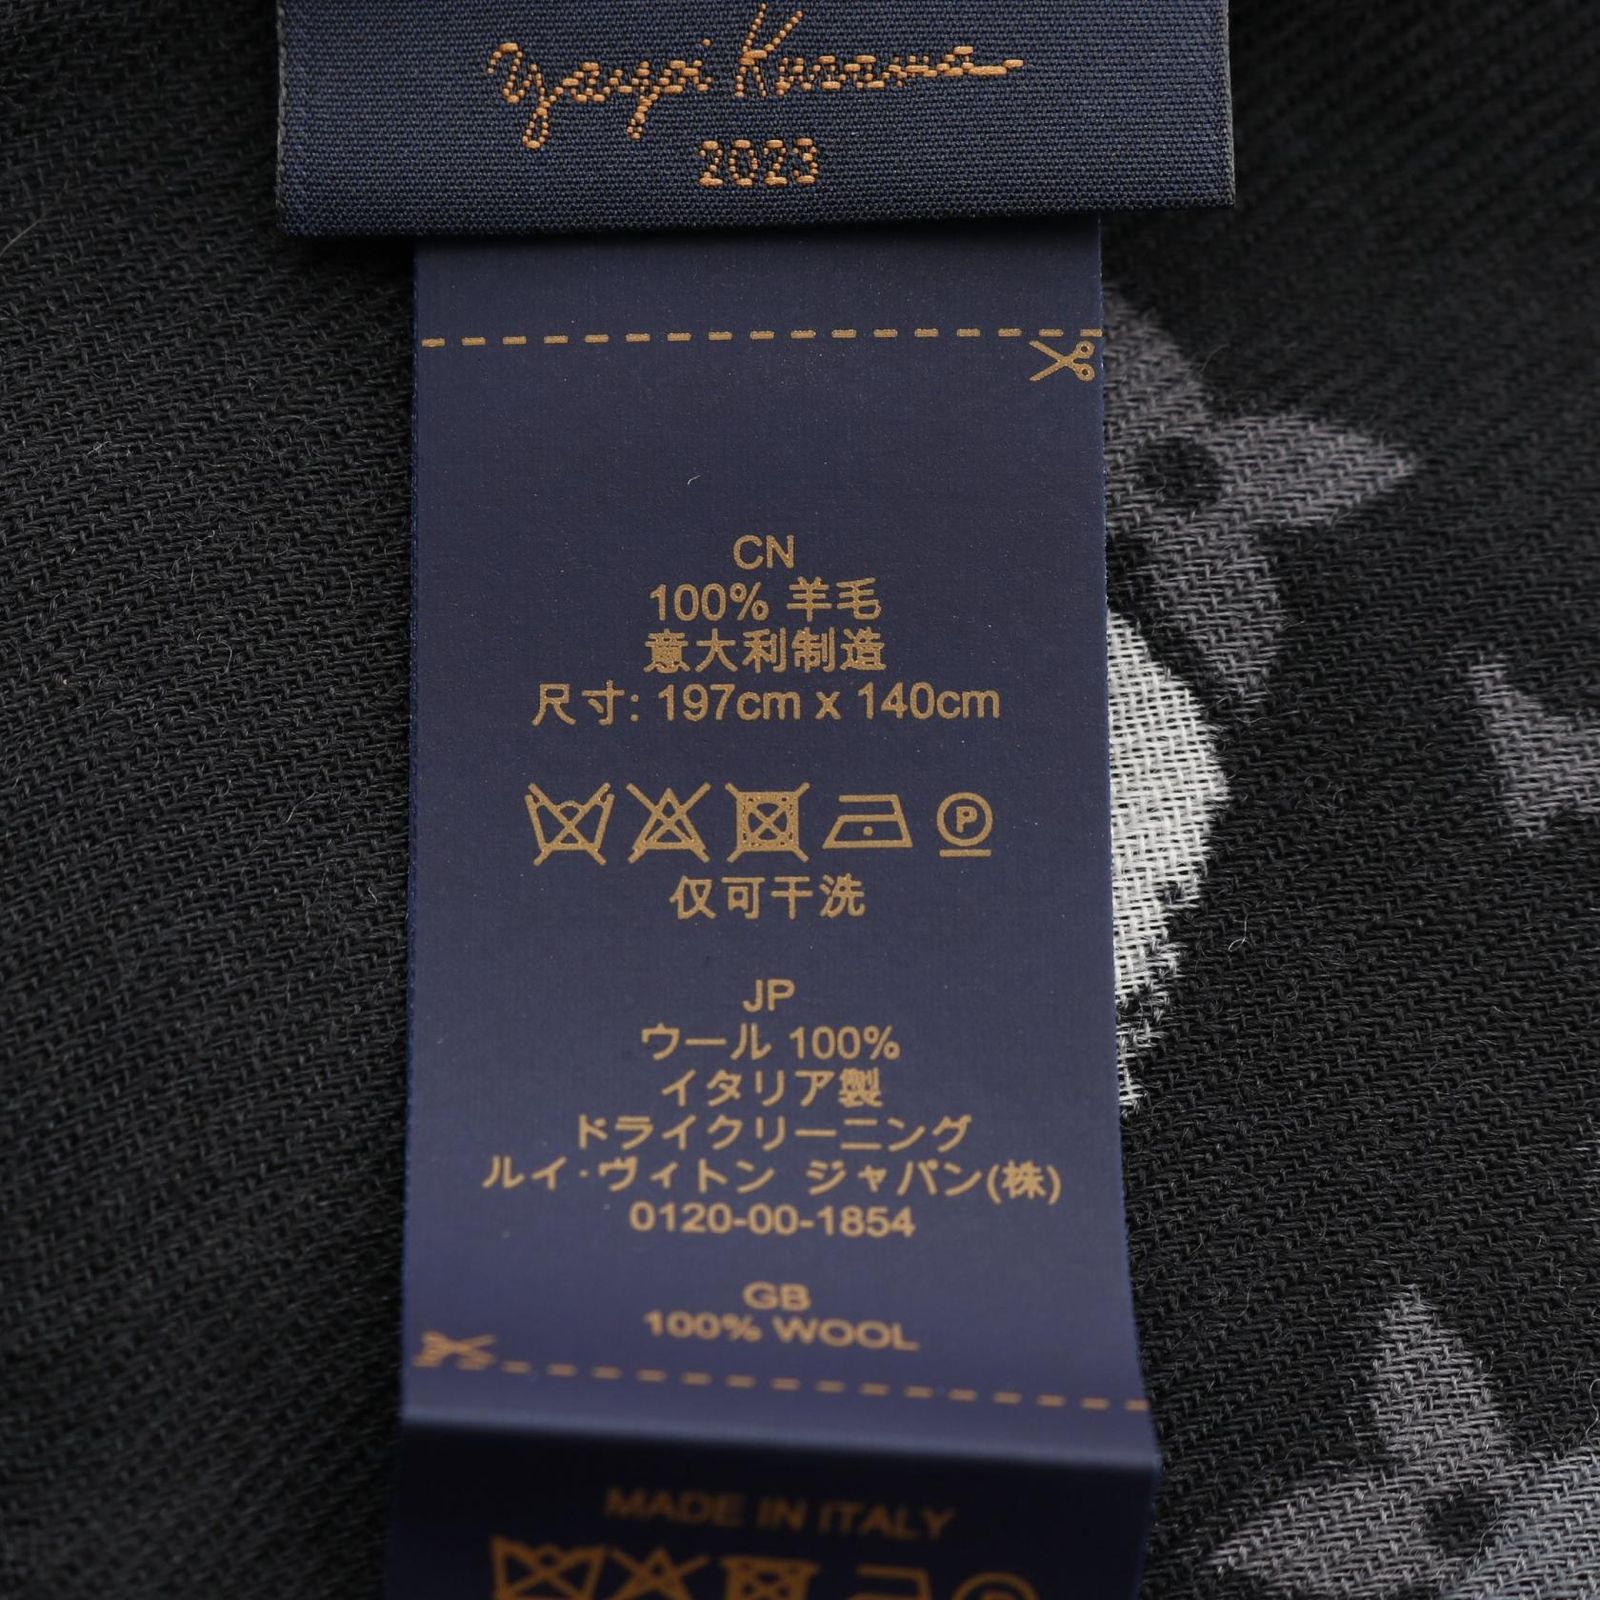 Yayoi Kusama
2023
CN
100% 羊毛
意大利制造
尺寸: 197cm x 140cm
P
仅可干洗
JP
ウール 100%
イタリア製
ドライクリーニング
ルイ·ヴィトン ジャパン(株)
0120-00-1854
GB
100% WOOL
MADE IN ITALY